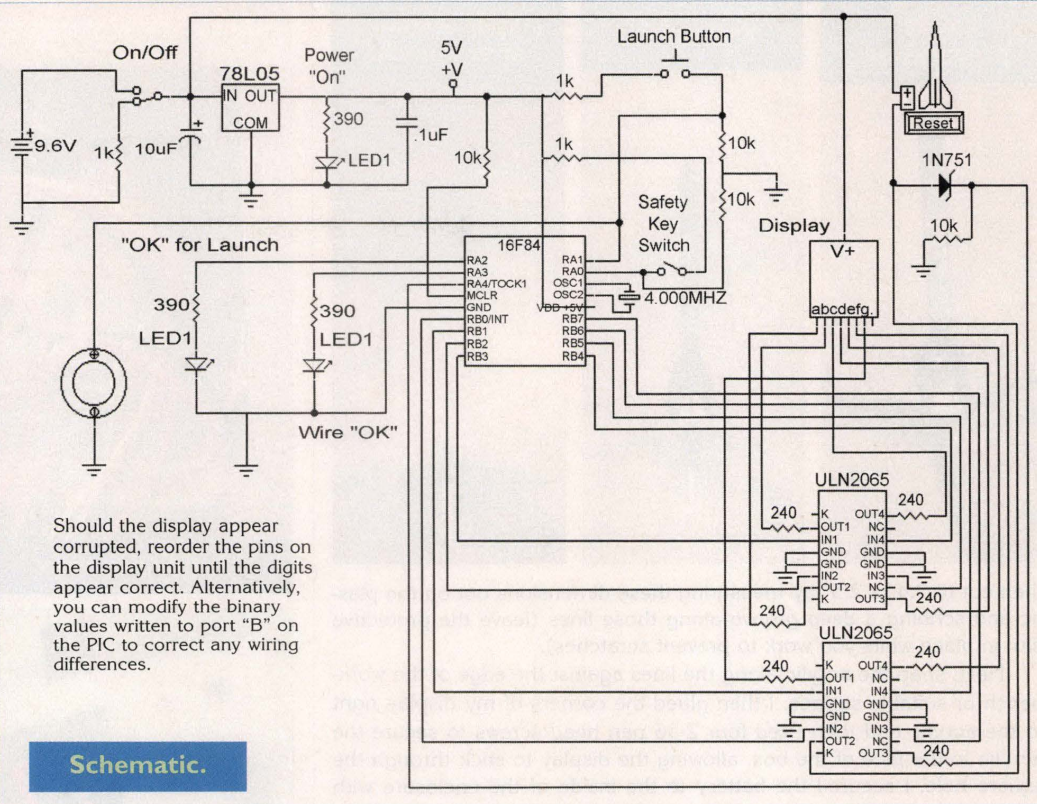 On/Off
78L05
IN OUT
COM
Power
"On"
390
LED1
5V
+V
.1uF
1k
Launch Button
+
-
Reset
9.6V
1k
10uF
+
10k
1k
10k
10k
1N751
10k
Safety
Key
Switch
Display
V+
abcdefg.
"OK" for Launch
390
LED1
390
LED1
Wire "OK"
16F84
RA2
RA3
RA4/TOCK1
MCLR
GND
RB0/INT
RB1
RB2
RB3
RA1
RA0
OSC1
OSC2
VDD +5V
RB7
RB6
RB5
RB4
4.000MHZ
ULN2065
240
240
K
OUT1
IN1
GND
GND
IN2
OUT2
K
OUT4
NC
IN4
GND
GND
IN3
NC
OUT3
240
240
ULN2065
240
240
K
OUT1
IN1
GND
GND
IN2
OUT2
K
OUT4
NC
IN4
GND
GND
IN3
NC
OUT3
240
Should the display appear
corrupted, reorder the pins on
the display unit until the digits
appear correct. Alternatively,
you can modify the binary
values written to port "B" on
the PIC to correct any wiring
differences.
Schematic.